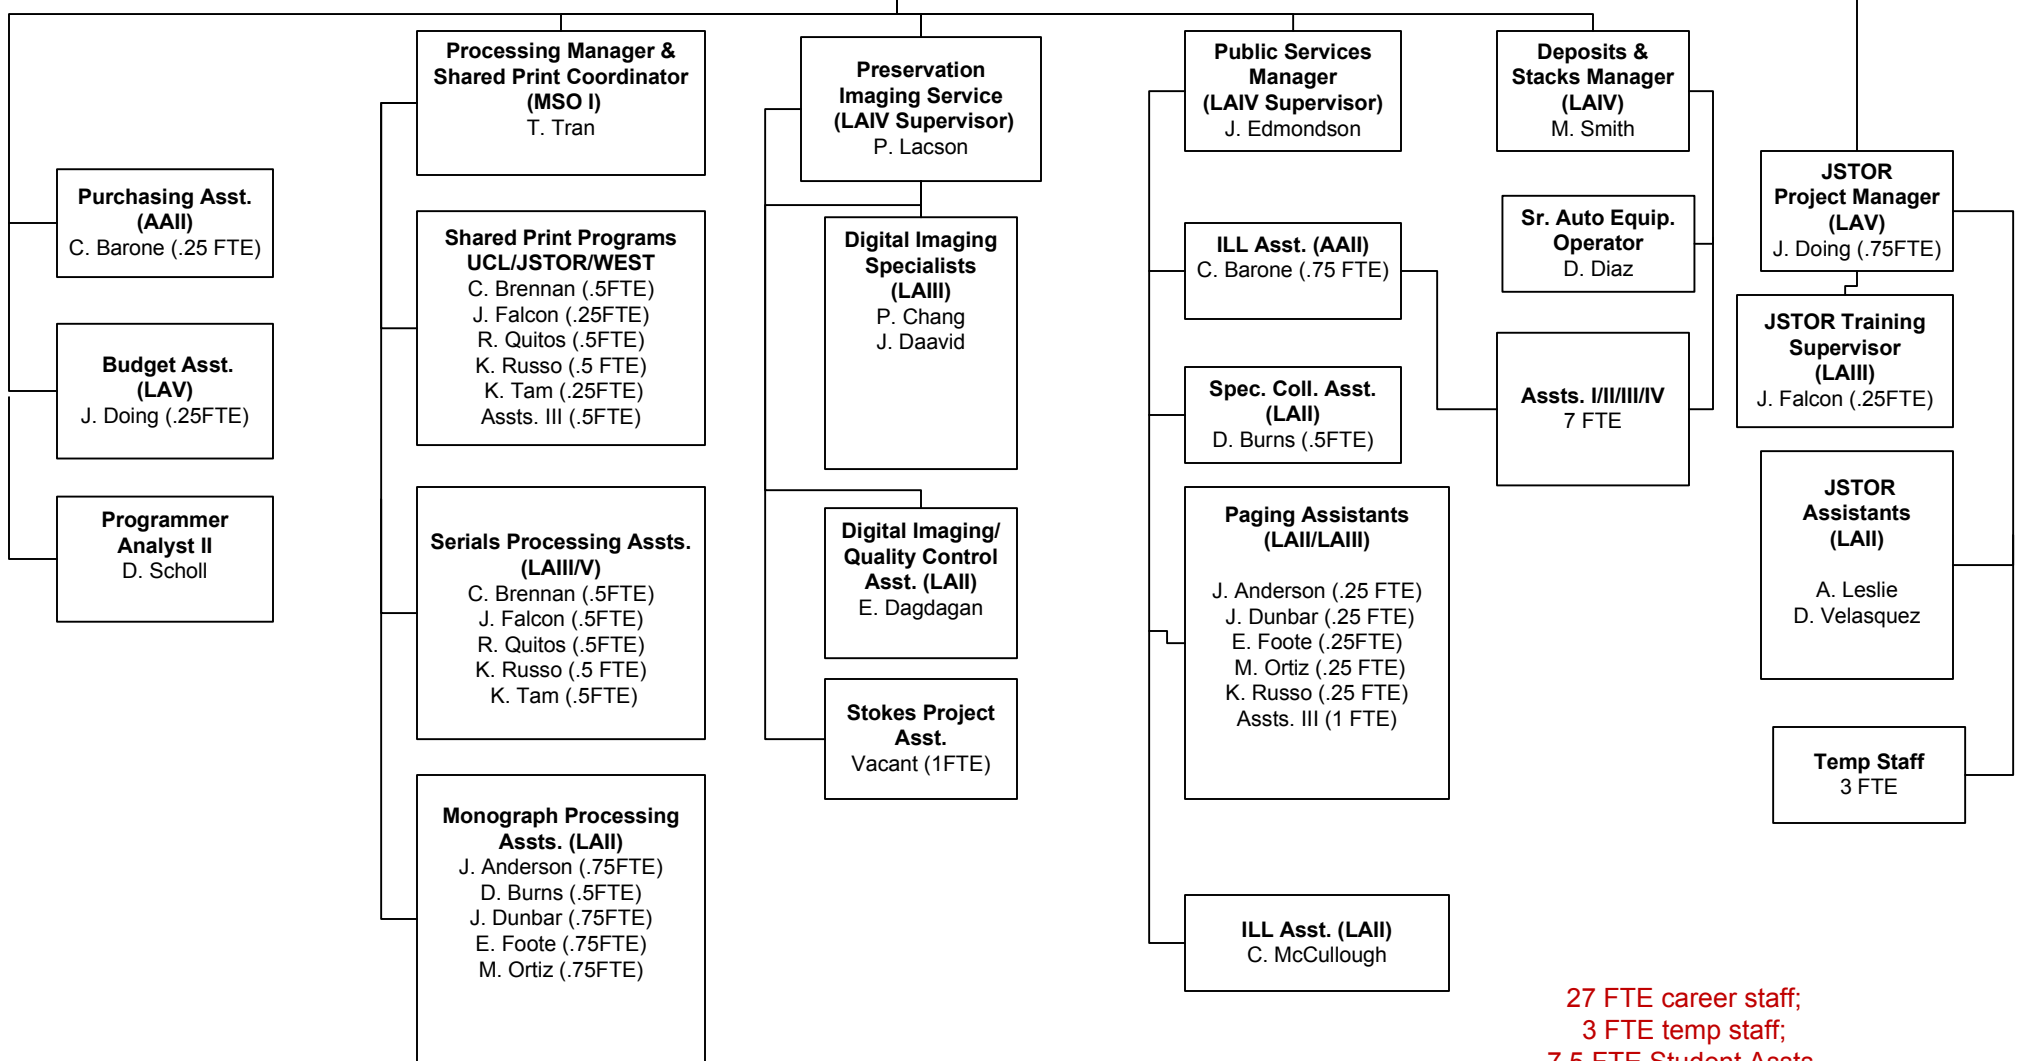 Processing Manager &
Shared Print Coordinator
(MSO I)
T. Tran
Preservation
Imaging Service
(LAIV Supervisor)
P. Lacson
Public Services
Manager
(LAIV Supervisor)
J. Edmondson
Deposits &
Stacks Manager
(LAIV)
M. Smith
JSTOR
Project Manager
(LAV)
J. Doing (.75FTE)
Purchasing Asst.
(AAII)
C. Barone (.25 FTE)
Budget Asst.
(LAV)
J. Doing (.25FTE)
Programmer
Analyst II
D. Scholl
Shared Print Programs
UCL/JSTOR/WEST
C. Brennan (.5FTE)
J. Falcon (.25FTE)
R. Quitos (.5FTE)
K. Russo (.5 FTE)
K. Tam (.25FTE)
Assts. III (.5FTE)
Serials Processing Assts.
(LAIII/V)
C. Brennan (.5FTE)
J. Falcon (.5FTE)
R. Quitos (.5FTE)
K. Russo (.5 FTE)
K. Tam (.5FTE)
Monograph Processing
Assts. (LAII)
J. Anderson (.75FTE)
D. Burns (.5FTE)
J. Dunbar (.75FTE)
E. Foote (.75FTE)
M. Ortiz (.75FTE)
Digital Imaging
Specialists
(LAIII)
P. Chang
J. Daavid
Digital Imaging/
Quality Control
Asst. (LAII)
E. Dagdagan
Stokes Project
Asst.
Vacant (1FTE)
ILL Asst. (AAII)
C. Barone (.75 FTE)
Spec. Coll. Asst.
(LAII)
D. Burns (.5FTE)
Paging Assistants
(LAII/LAIII)
J. Anderson (.25 FTE)
J. Dunbar (.25 FTE)
E. Foote (.25FTE)
M. Ortiz (.25 FTE)
K. Russo (.25 FTE)
Assts. III (1 FTE)
ILL Asst. (LAII)
C. McCullough
Sr. Auto Equip.
Operator
D. Diaz
Assts. I/II/III/IV
7 FTE
JSTOR Training
Supervisor
(LAIII)
J. Falcon (.25FTE)
JSTOR
Assistants
(LAII)
A. Leslie
D. Velasquez
Temp Staff
3 FTE
27 FTE career staff;
3 FTE temp staff;
7.5 FTE Student Assts